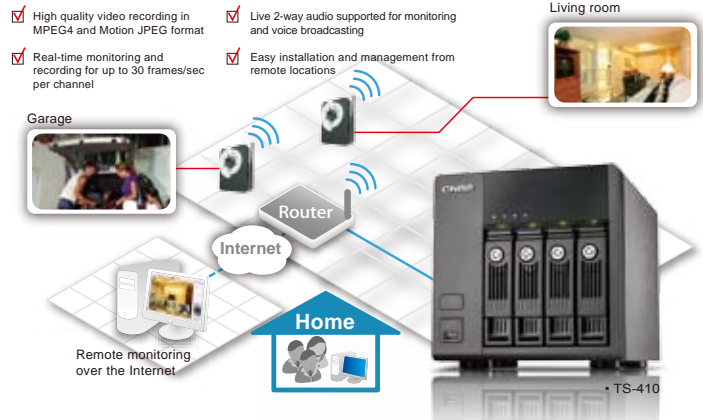 High quality video recording in
MPEG4 and Motion JPEG format
Real-time monitoring and
recording for up to 30 frames/sec
per channel
Live 2-way audio supported for monitoring
and voice broadcasting
Easy installation and management from
remote locations
Living room
Garage
Router
Internet
Home
Remote monitoring
over the Internet
• TS-410